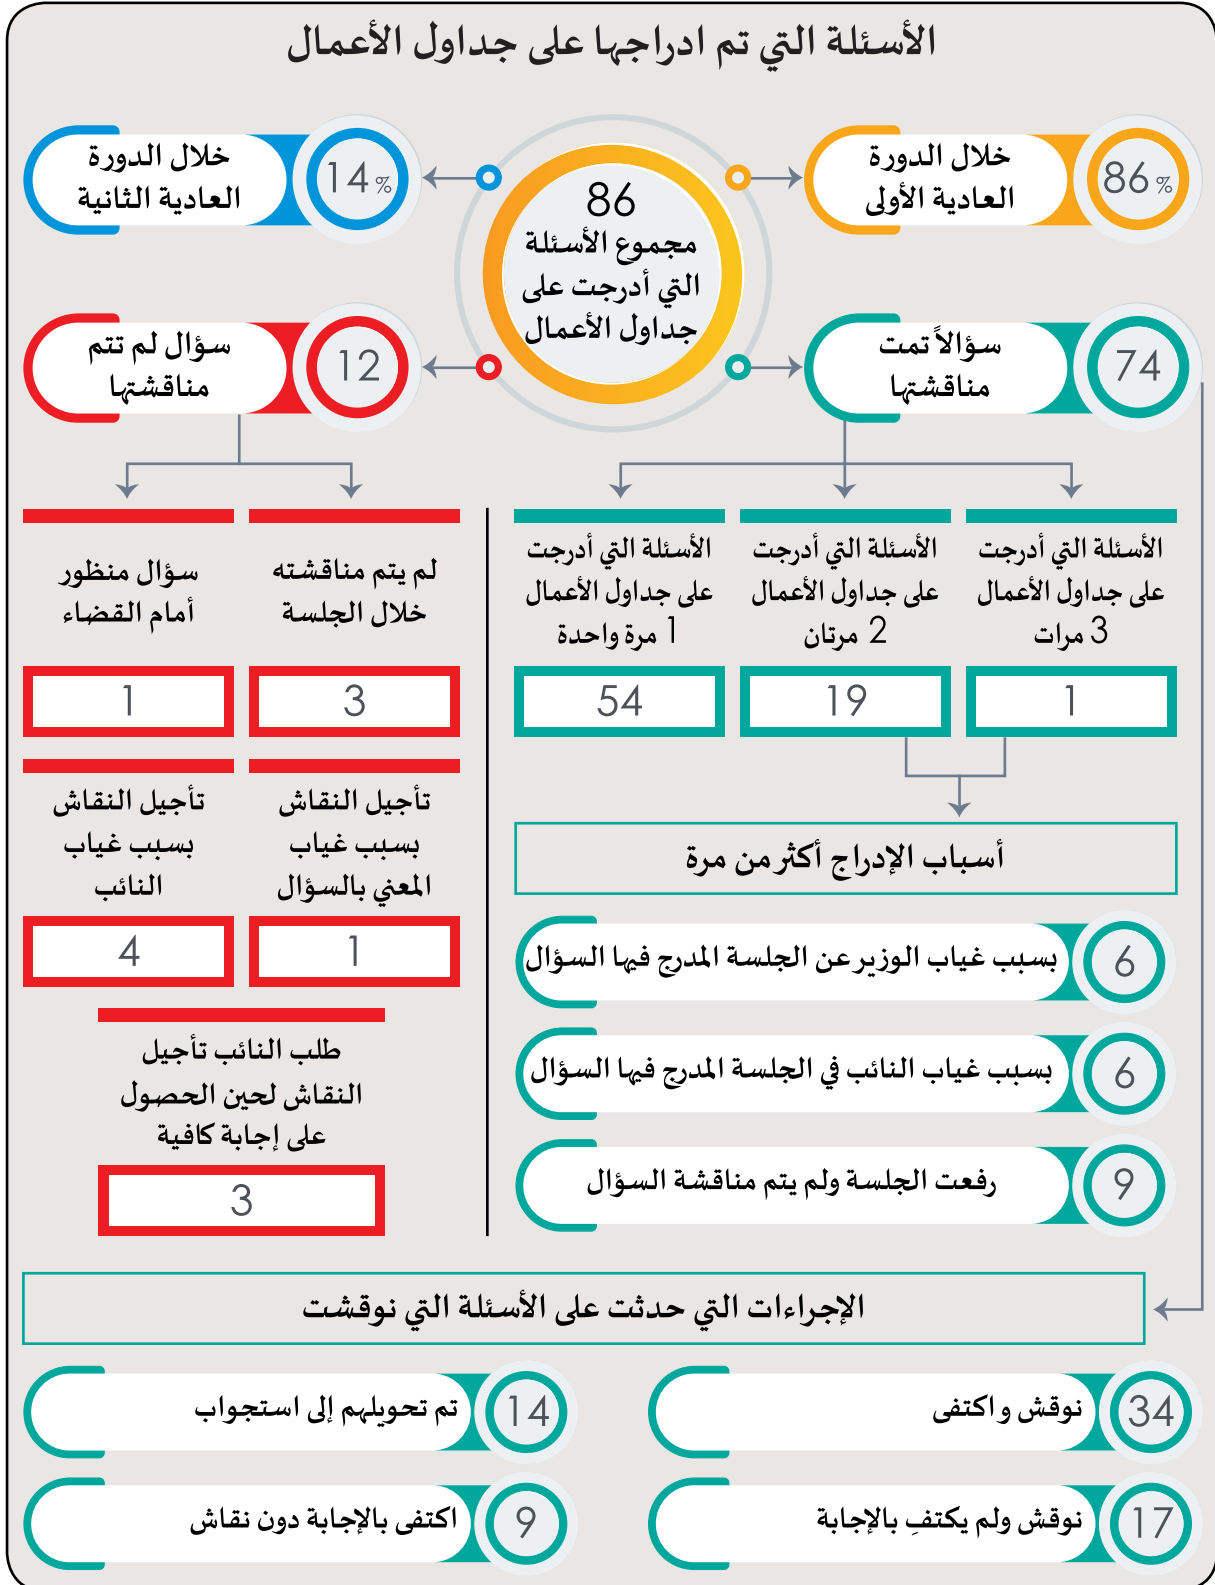 الأسئلة التي تم ادراجها على جداول الأعمال
86 %
خلال الدورة
العادية الأولى
86
مجموع الأسئلة
التي أدرجت على
جداول الأعمال
14 %
خلال الدورة
العادية الثانية
74
سؤالاً تمت
مناقشتها
12
سؤال لم تتم
مناقشتها
الأسئلة التي أدرجت
على جداول الأعمال
3 مرات
1
الأسئلة التي أدرجت
على جداول الأعمال
2 مرتان
19
الأسئلة التي أدرجت
على جداول الأعمال
1 مرة واحدة
54
أسباب الإدراج أكثر من مرة
6
بسبب غياب الوزير عن الجلسة المدرج فيها السؤال
6
بسبب غياب النائب في الجلسة المدرج فيها السؤال
9
رفعت الجلسة ولم يتم مناقشة السؤال
لم يتم مناقشته
خلال الجلسة
3
سؤال منظور
أمام القضاء
1
تأجيل النقاش
بسبب غياب
المعني بالسؤال
1
تأجيل النقاش
بسبب غياب
النائب
4
طلب النائب تأجيل
النقاش لحين الحصول
على إجابة كافية
3
الإجراءات التي حدثت على الأسئلة التي نوقشت
34
نوقش واكتفى
14
تم تحويلهم إلى استجواب
17
نوقش ولم يكتفِ بالإجابة
9
اكتفى بالإجابة دون نقاش